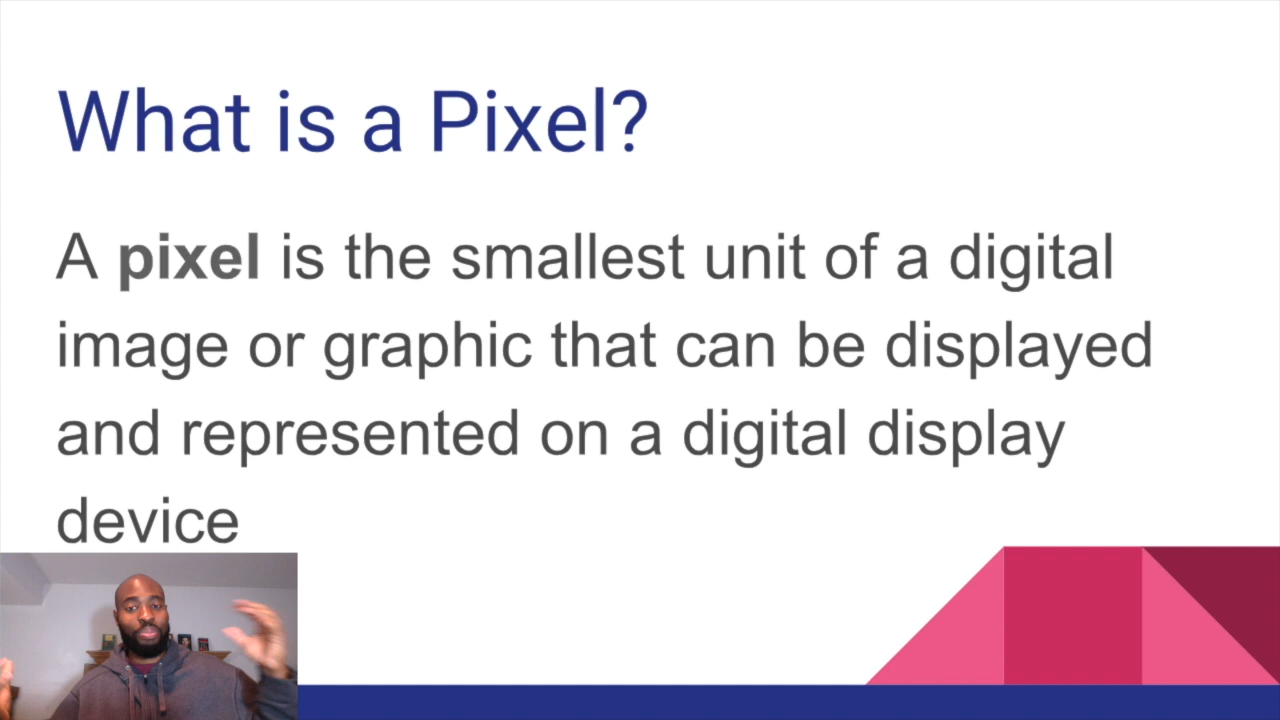 What is a Pixel?
A pixel is the smallest unit of a digital
image or graphic that can be displayed
and represented on a digital display
device